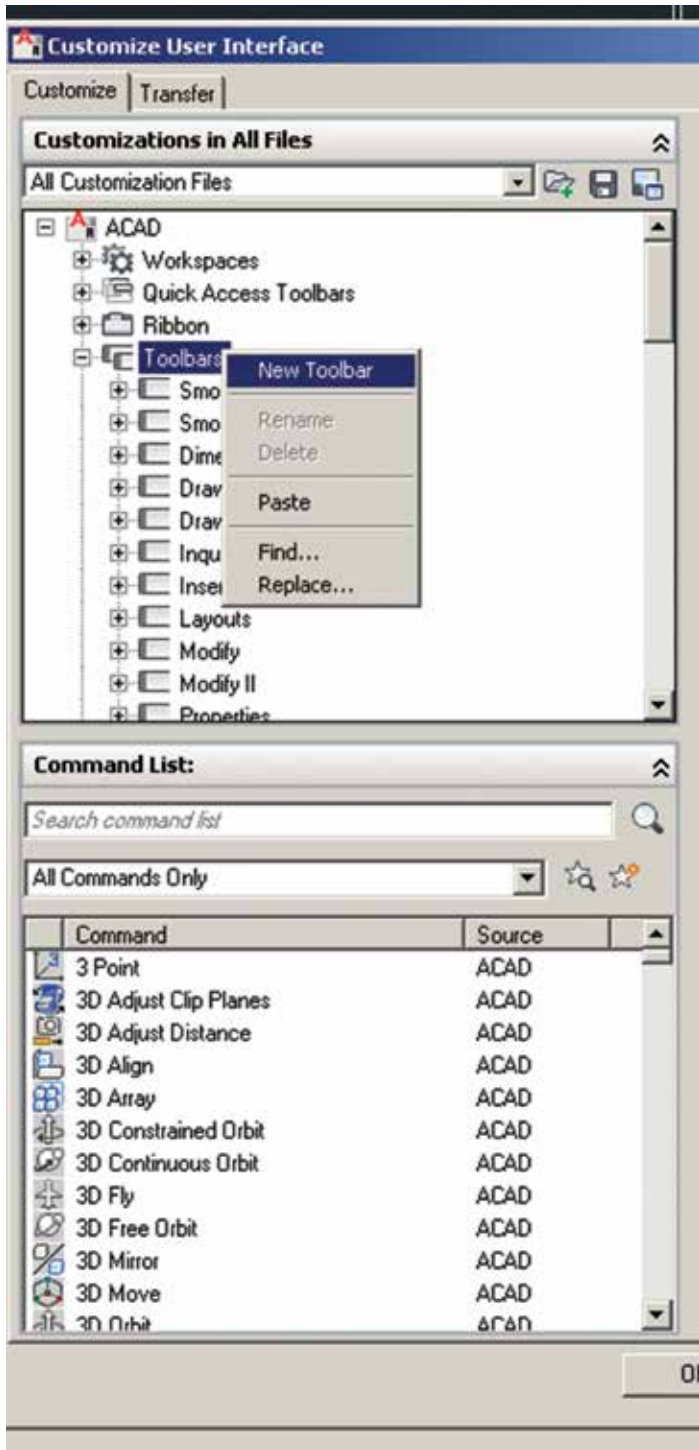 Customize User Interface
Customize Transfer
Customizations in All Files
All Customization Files
ACAD
Workspaces
Quick Access Toolbars
Ribbon
Toolbars
New Toolbar
Smo
Rename
Smo
Delete
Dime
Draw
Paste
Draw
Inqu
Find...
Inser
Replace...
Layouts
Modify
Modify II
Properties
Command List:
Search command list
All Commands Only
Command Source
3 Point ACAD
3D Adjust Clip Planes ACAD
3D Adjust Distance ACAD
3D Align ACAD
3D Array ACAD
3D Constrained Orbit ACAD
3D Continuous Orbit ACAD
3D Fly ACAD
3D Free Orbit ACAD
3D Mirror ACAD
3D Move ACAD
3D Orbit ACAD